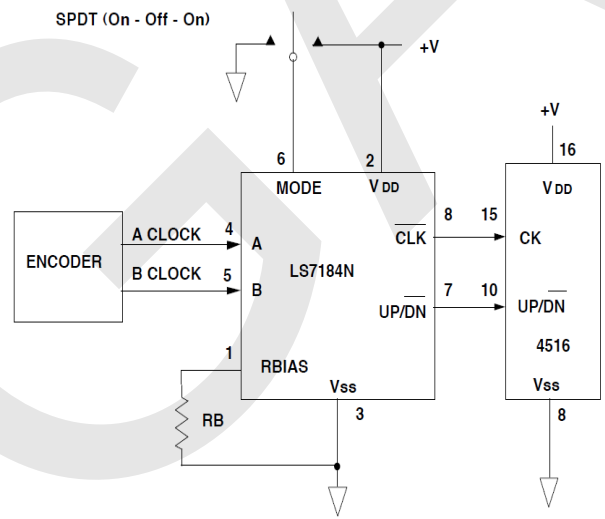 SPDT (On - Off - On)
+V
+V
6
2
16
MODE
V DD
V DD
A CLOCK
4
A
8
CLK
15
CK
ENCODER
LS7184N
B CLOCK
5
B
7
UP/DN
10
UP/DN
4516
1
RBIAS
Vss
3
Vss
8
RB